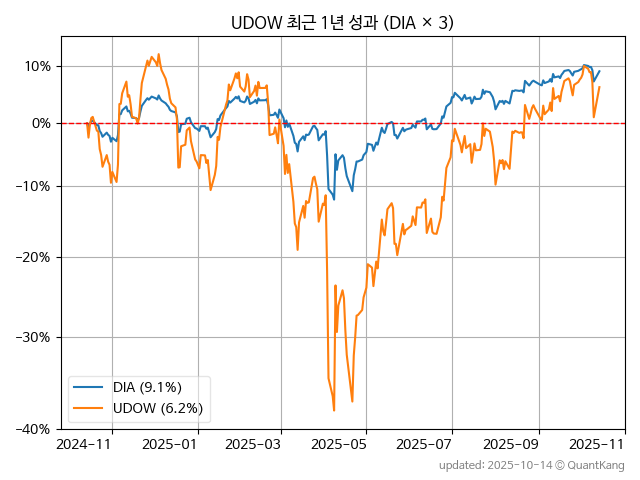 UDOW 최근 1년 성과 (DIA × 3)
10%
0%
−10%
−20%
−30%
−40%
DIA (9.1%)
UDOW (6.2%)
2024-11 2025-01 2025-03 2025-05 2025-07 2025-09 2025-11
updated: 2025-10-14 © QuantKang